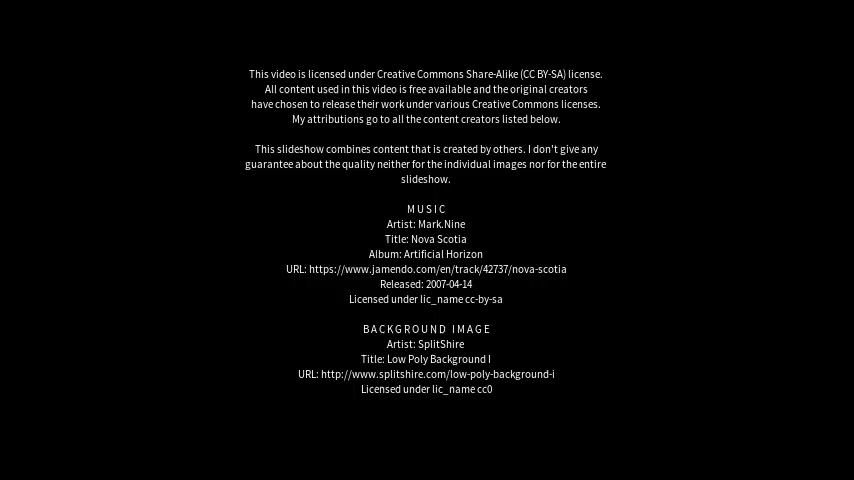 This video is licensed under Creative Commons Share-Alike (CC BY-SA) license.
All content used in this video is free available and the original creators
have chosen to release their work under various Creative Commons licenses.
My attributions go to all the content creators listed below.
This slideshow combines content that is created by others. I don't give any
guarantee about the quality neither for the individual images nor for the entire
slideshow.
MUSIC
Artist: Mark.Nine
Title: Nova Scotia
Album: Artificial Horizon
URL: https://www.jamendo.com/en/track/42737/nova-scotia
Released: 2007-04-14
Licensed under lic_name cc-by-sa
BACKGROUND IMAGE
Artist: SplitShire
Title: Low Poly Background I
URL: http://www.splitshire.com/low-poly-background-i
Licensed under lic_name cc0